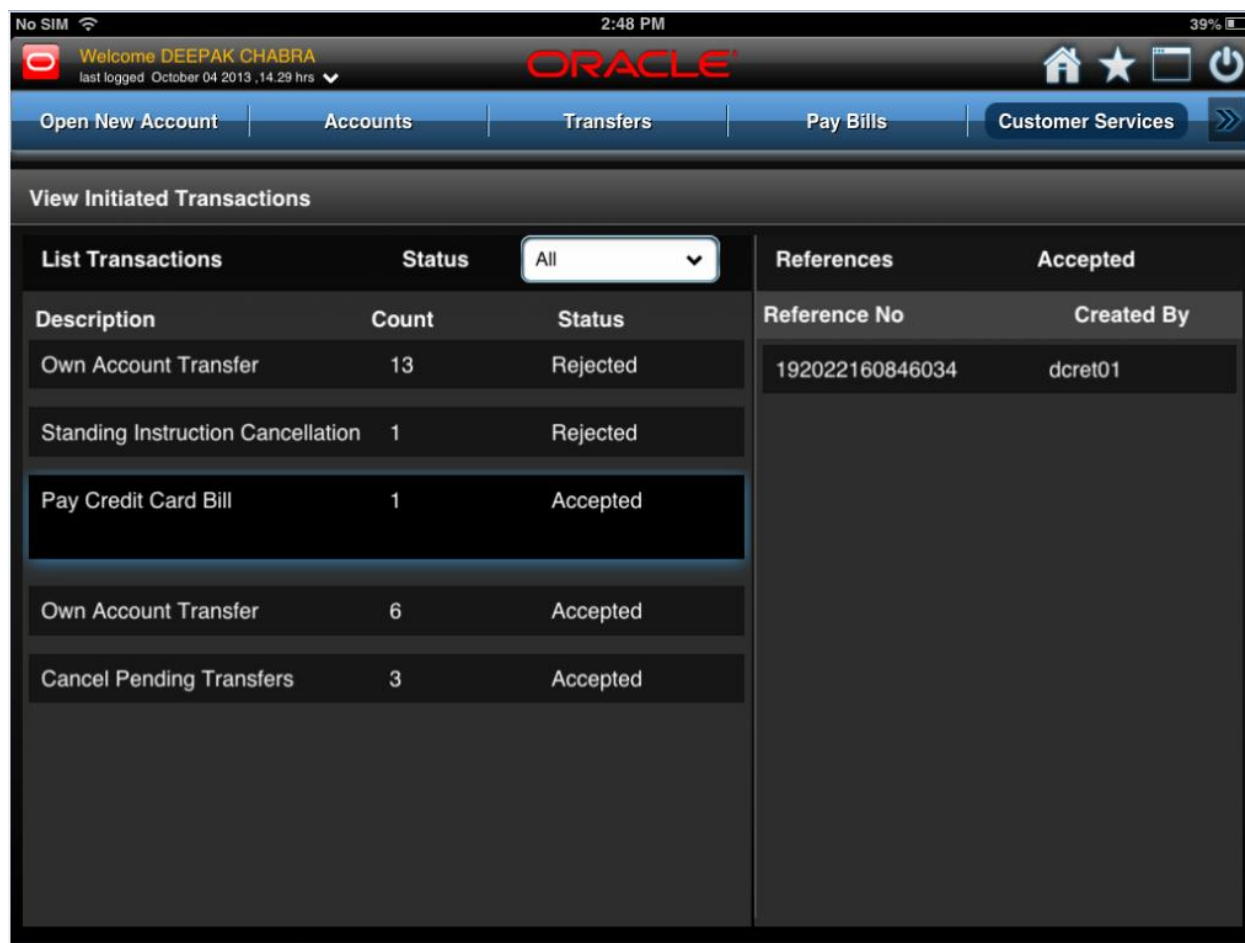 No SIM 2:48 PM 39%
Welcome DEEPAK CHABRA
last logged October 04 2013 ,14.29 hrs
ORACLE
Open New Account Accounts Transfers Pay Bills Customer Services
View Initiated Transactions
List Transactions Status All
Description Count Status
Own Account Transfer 13 Rejected
Standing Instruction Cancellation 1 Rejected
Pay Credit Card Bill 1 Accepted
Own Account Transfer 6 Accepted
Cancel Pending Transfers 3 Accepted
References Accepted
Reference No Created By
192022160846034 dcret01